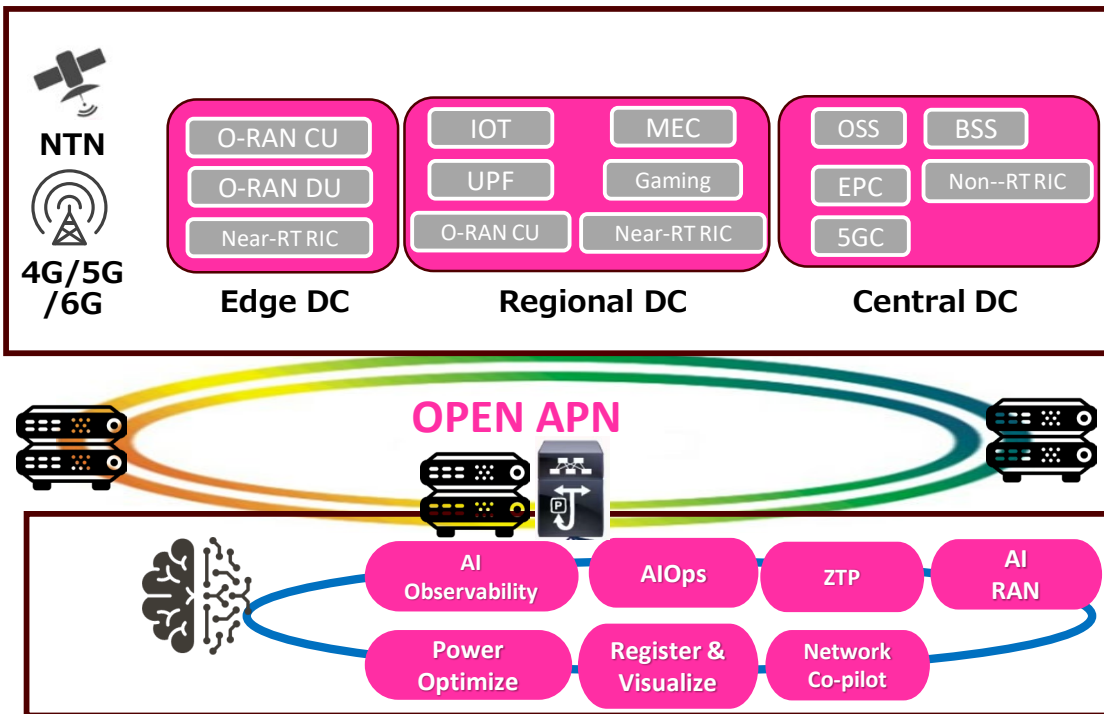 NTN
4G/5G
/6G
O-RAN CU
O-RAN DU
Near-RT RIC
Edge DC
IOT
MEC
UPF
Gaming
O-RAN CU
Near-RT RIC
Regional DC
OSS
BSS
EPC
Non--RT RIC
5GC
Central DC
OPEN APN
P
AI
Observability
AIOps
ZTP
AI
RAN
Power
Optimize
Register &
Visualize
Network
Co-pilot